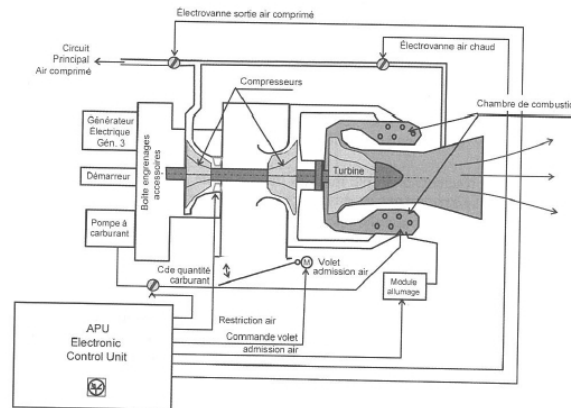 Électrovanne sortie air comprimé
Électrovanne air chaud
Circuit
Principal
Air comprimé
Compresseurs
Chambre de combustio
Générateur
Électrique
Gén. 3
Démarreur
Pompe à
carburant
Boîte engrenages
accessoires
Turbine
Cde quantité
carburant
M
Volet
admission air
Module
allumage
Restriction air
Commande volet
admission air
APU
Electronic
Control Unit